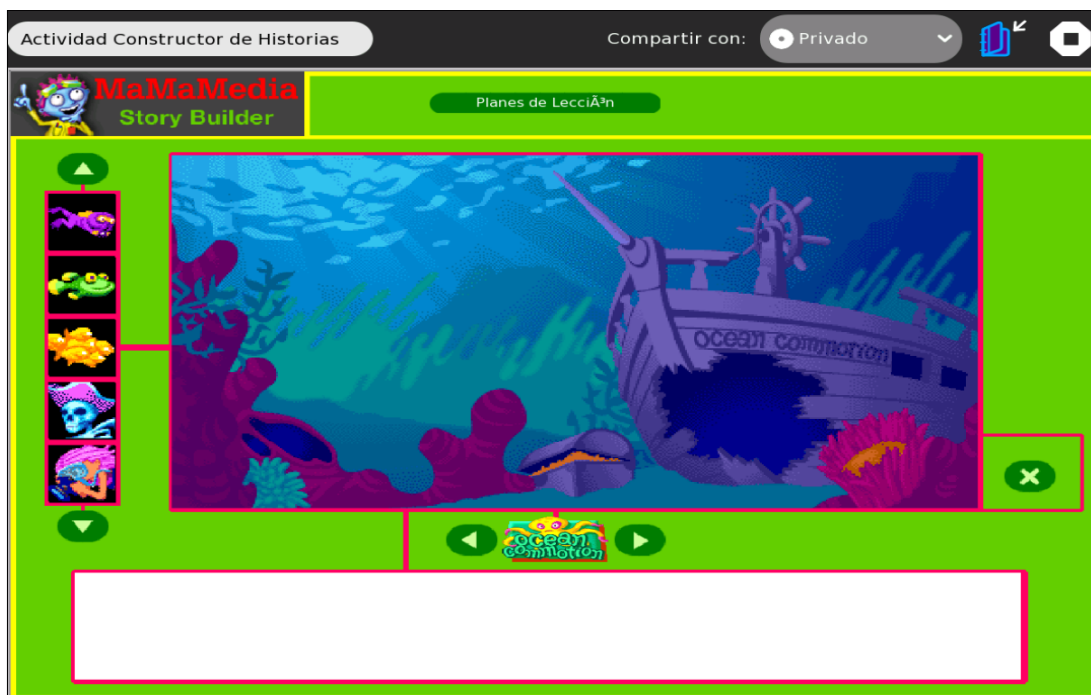 Actividad Constructor de Historias
Compartir con: Privado
MaMaMedia
Story Builder
Planes de LecciÃ³n
ocean commotion
ocean
commotion